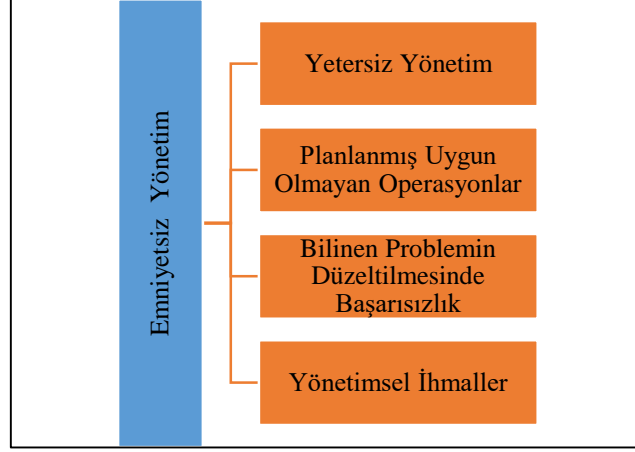 Emniyetsiz Yönetim
Yetersiz Yönetim
Planlanmış Uygun
Olmayan Operasyonlar
Bilinen Problemin
Düzeltilmesinde
Başarısızlık
Yönetimsel İhmaller